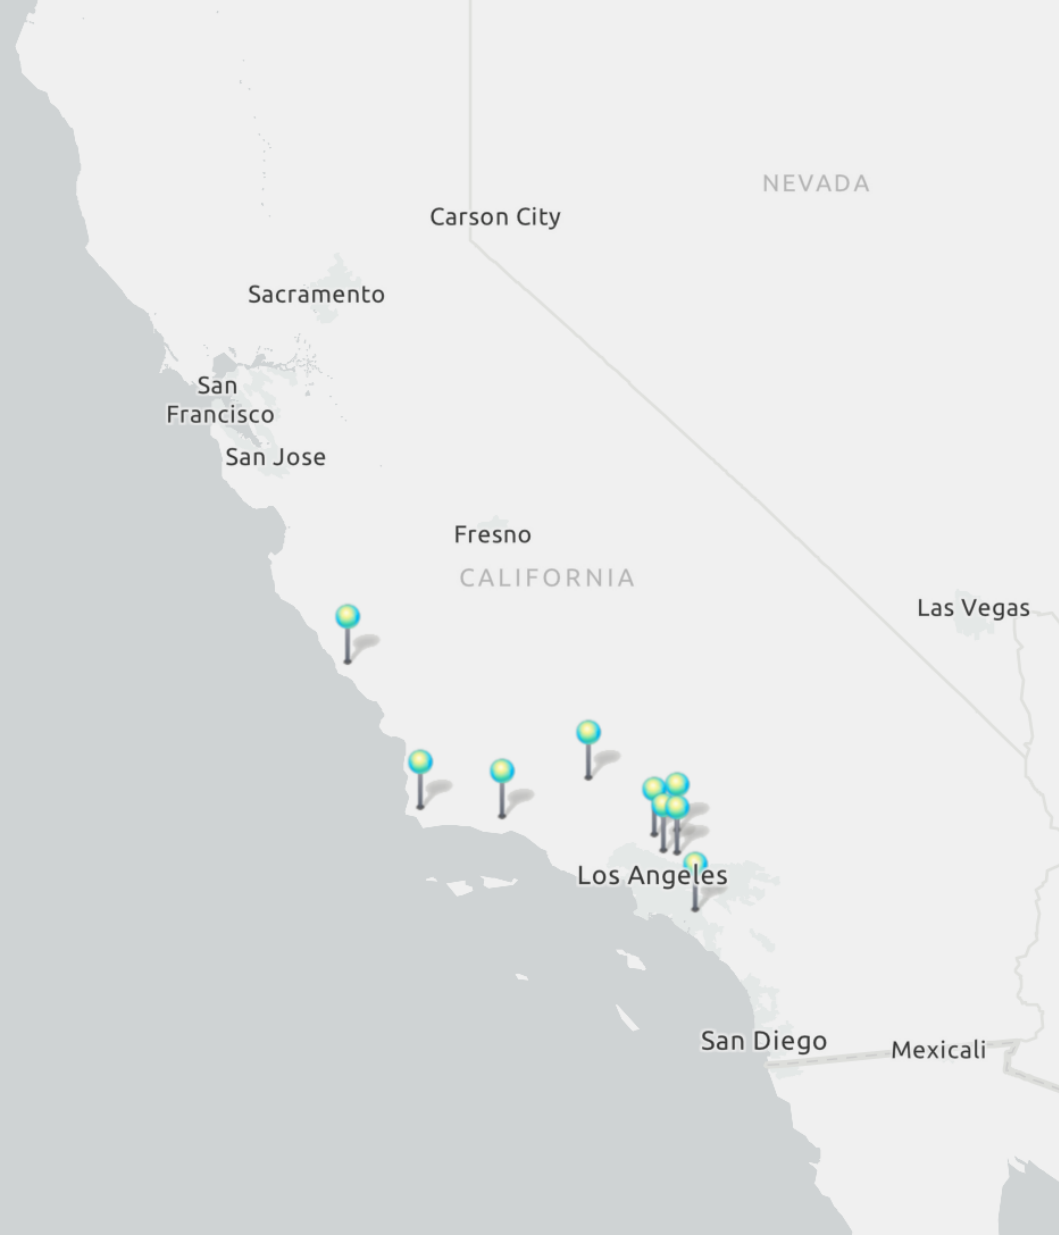 NEVADA
Carson City
Sacramento
San
Francisco
San Jose
Fresno
CALIFORNIA
Las Vegas
Los Angeles
San Diego
Mexicali